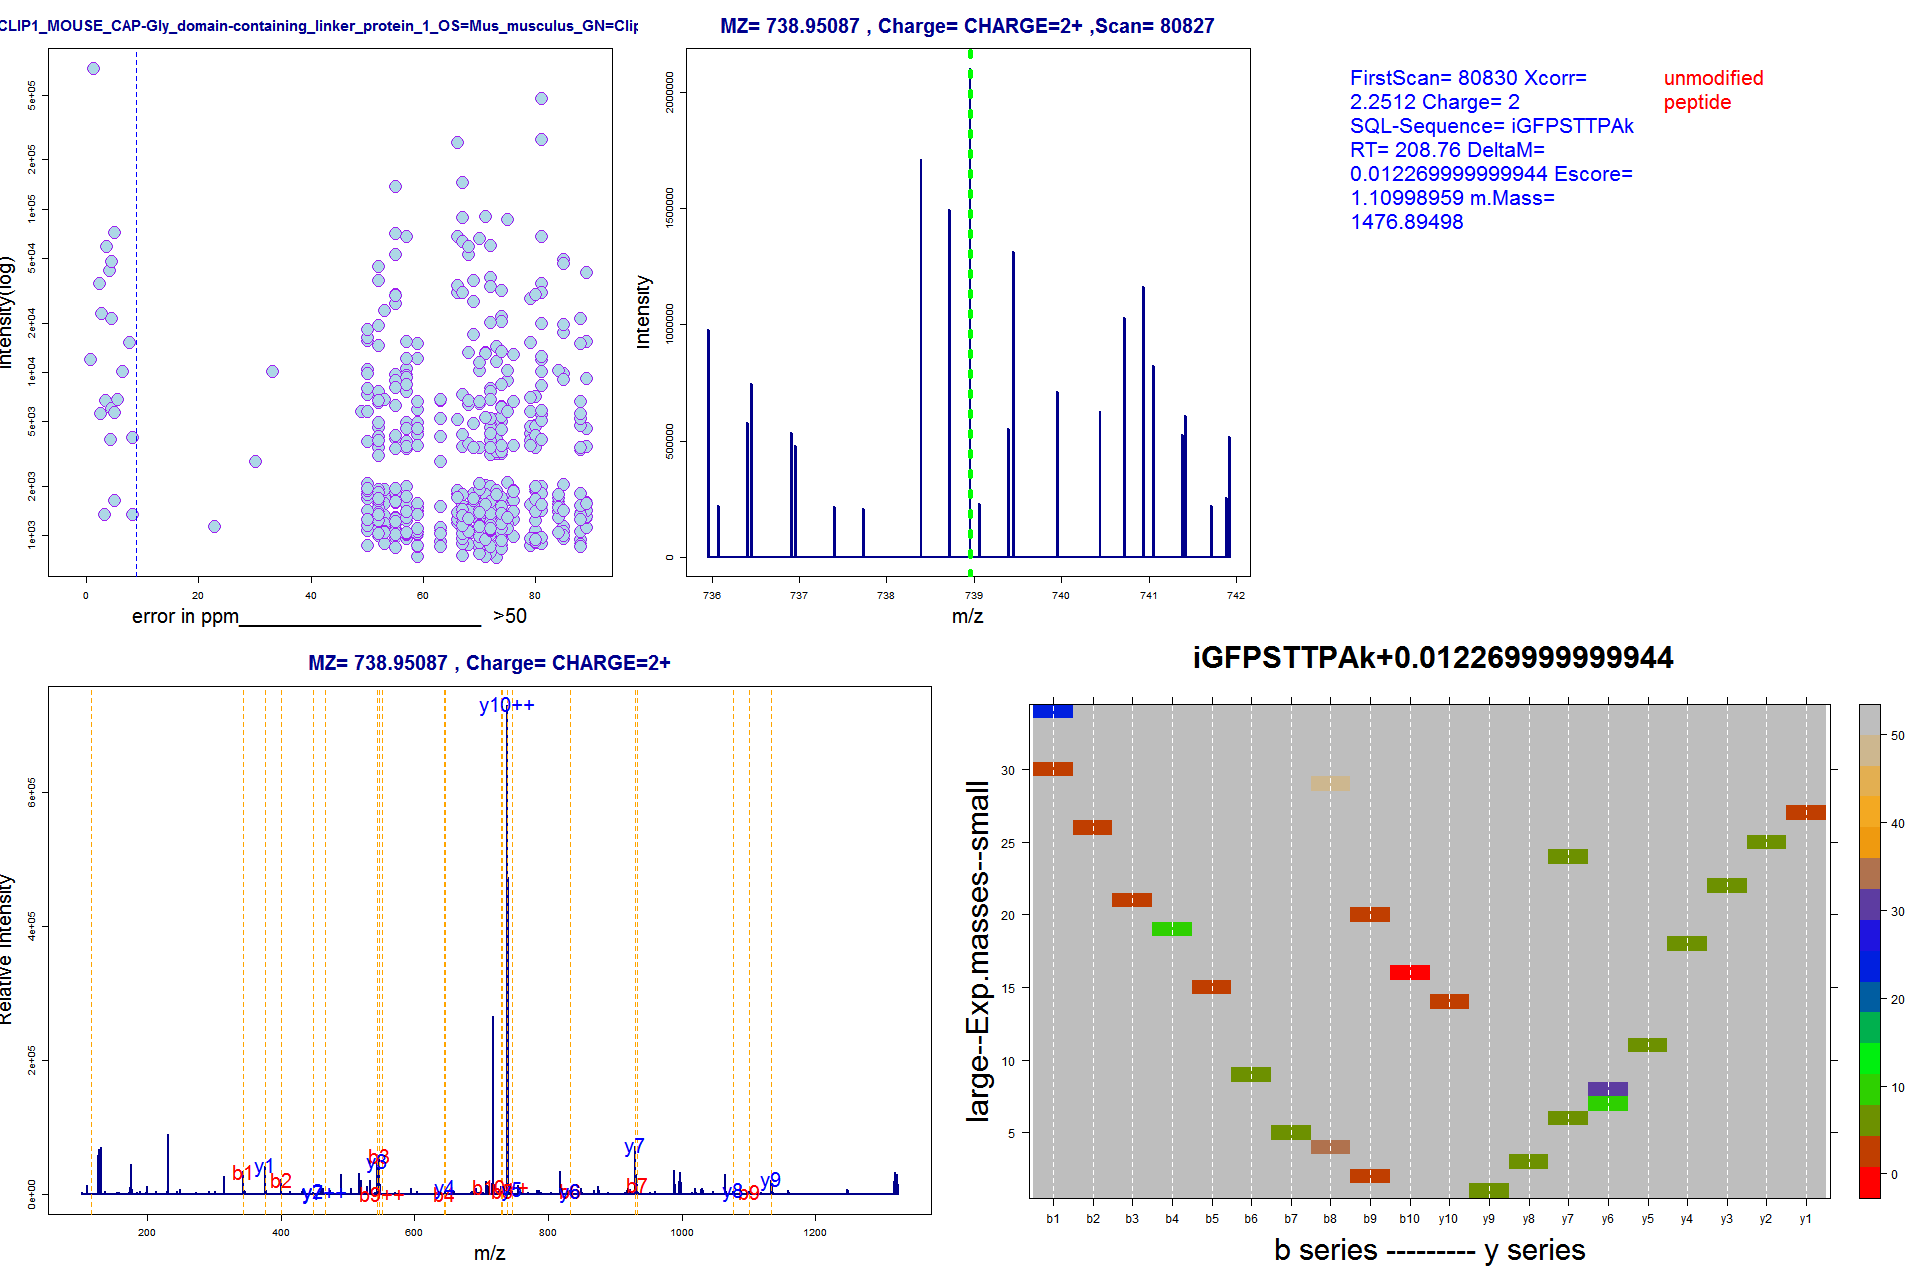 CLIP1_MOUSE_CAP-Gly_domain-containing_linker_protein_1_OS=Mus_musculus_GN=Clip
5e+05
2e+05
1e+05
5e+04
2e+04
1e+04
5e+03
2e+03
1e+03
Intensity(log)
0 20 40 60 80
error in ppm______________________ >50
MZ= 738.95087 , Charge= CHARGE=2+ ,Scan= 80827
2000000
1500000
1000000
500000
0
Intensity
736 737 738 739 740 741 742
m/z
FirstScan= 80830 Xcorr=
2.2512 Charge= 2
SQL-Sequence= iGFPSTTPAk
RT= 208.76 DeltaM=
0.012269999999944 Escore=
1.10998959 m.Mass=
1476.89498
unmodified
peptide
MZ= 738.95087 , Charge= CHARGE=2+
6e+05
4e+05
2e+05
0e+00
Relative Intensity
y10++
b1 y1 b2 b3 y3 y7 b7 y9
y2 b9++ y4 b4 y5 b6 y6 y8 b9
200 400 600 800 1000 1200
m/z
iGFPSTTPAk+0.012269999999944
30
25
20
15
10
5
large--Exp.masses--small
b1 b2 b3 b4 b5 b6 b7 b8 b9 b10 y10 y9 y8 y7 y6 y5 y4 y3 y2 y1
b series --------- y series
50
40
30
20
10
0